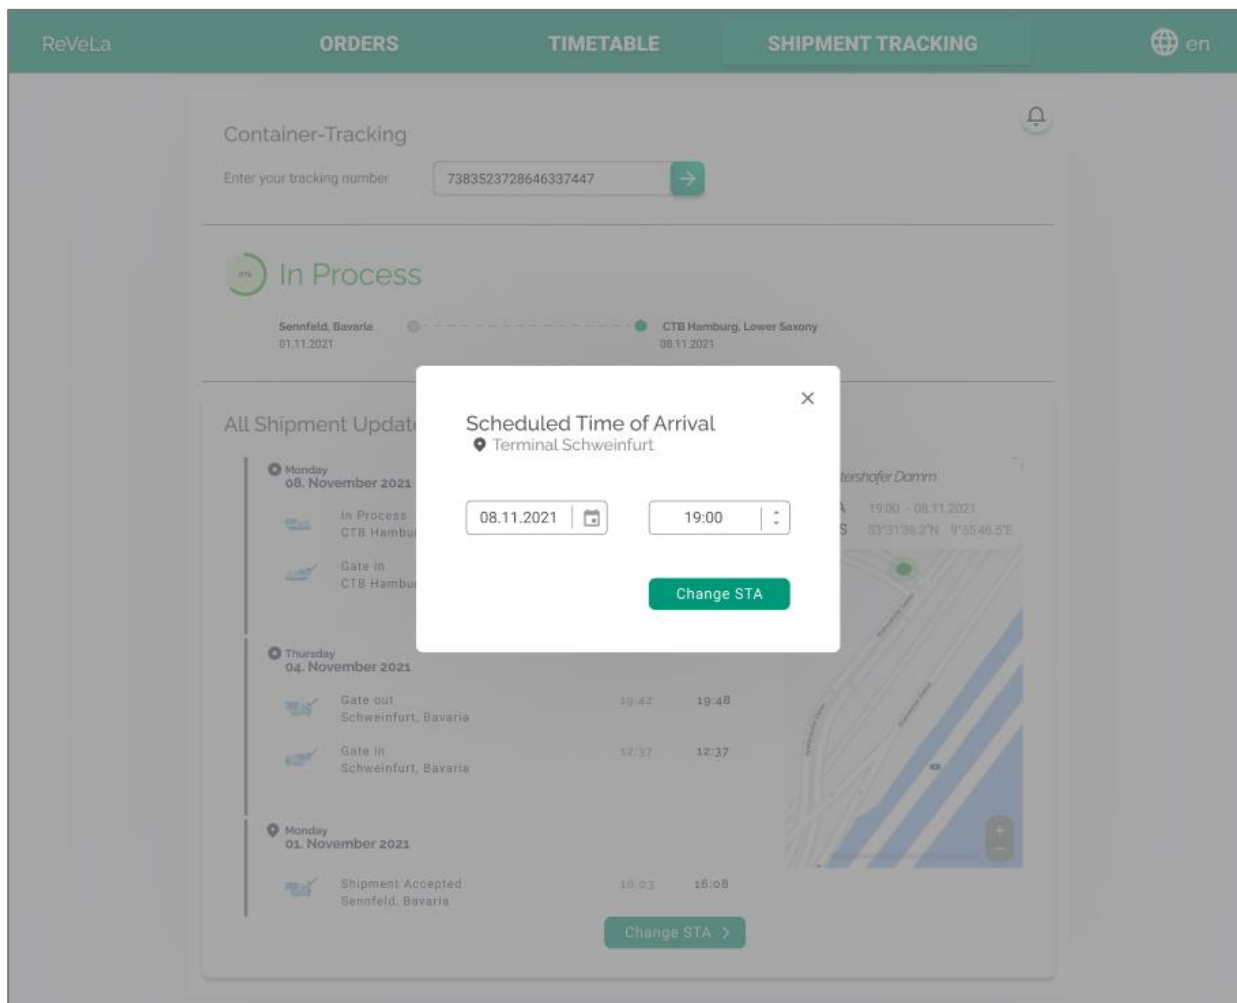 ReVeLa ORDERS TIMETABLE SHIPMENT TRACKING en
Container-Tracking
Enter your tracking number 7383523728646337447
In Process
Sennfeld, Bavaria CTB Hamburg, Lower Saxony
01.11.2021 08.11.2021
All Shipment Updat
Scheduled Time of Arrival
Terminal Schweinfurt
08.11.2021 19:00
Change STA
Monday
08. November 2021
In Process
CTB Hambu
Gate in
CTB Hambu
Thursday
04. November 2021
Gate out 19:42 19:48
Schweinfurt, Bavaria
Gate in 12:37 12:37
Schweinfurt, Bavaria
Monday
01. November 2021
Shipment Accepted 16:03 16:08
Sennfeld, Bavaria
Change STA
tershofer Damm
A 19:00 - 08.11.2021
S 53°31'36.2"N 9°55'46.5"E